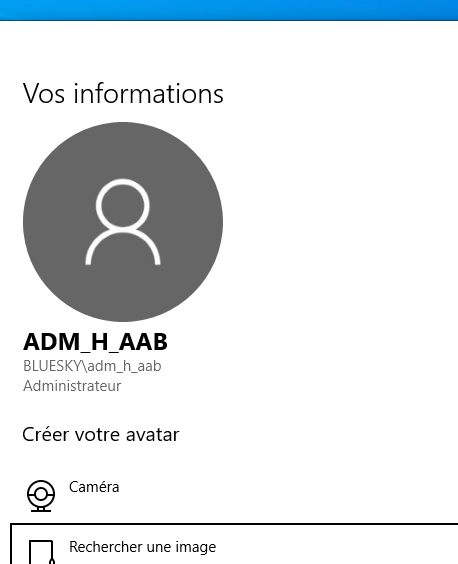 Vos informations
ADM_H_AAB
BLUESKY\adm_h_aab
Administrateur
Créer votre avatar
Caméra
Rechercher une image